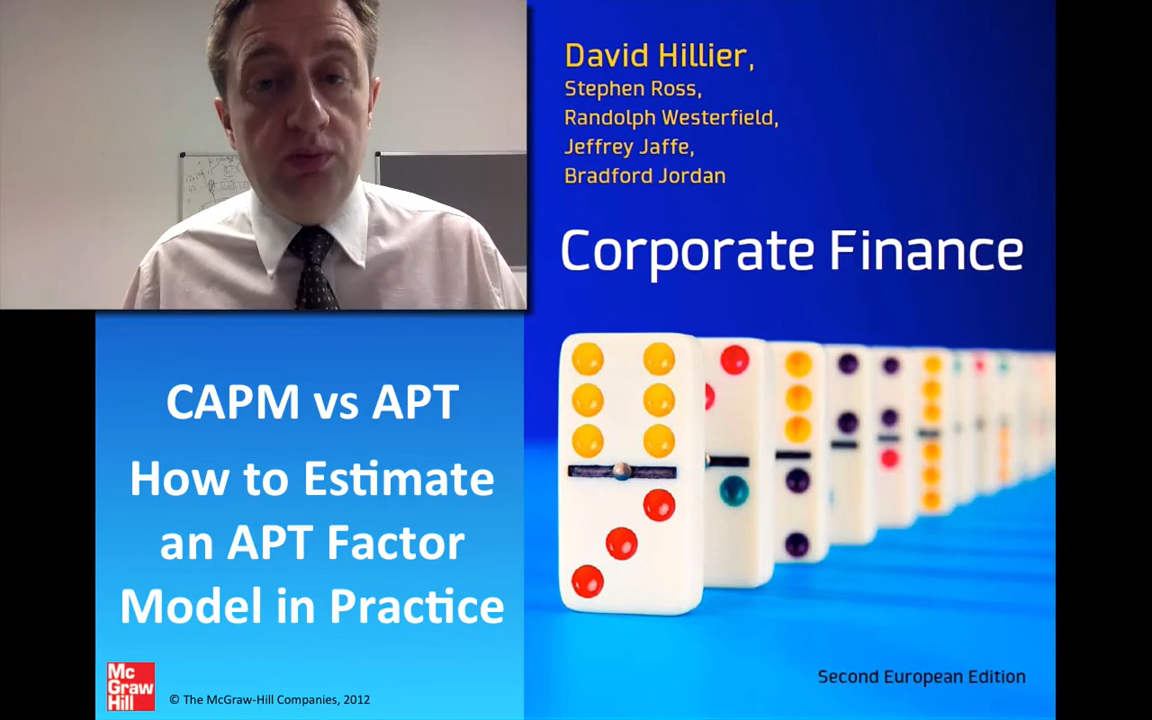 David Hillier,
Stephen Ross,
Randolph Westerfield,
Jeffrey Jaffe,
Bradford Jordan
Corporate Finance
CAPM vs APT
How to Estimate
an APT Factor
Model in Practice
Mc
Graw
Hill
© The McGraw-Hill Companies, 2012
Second European Edition